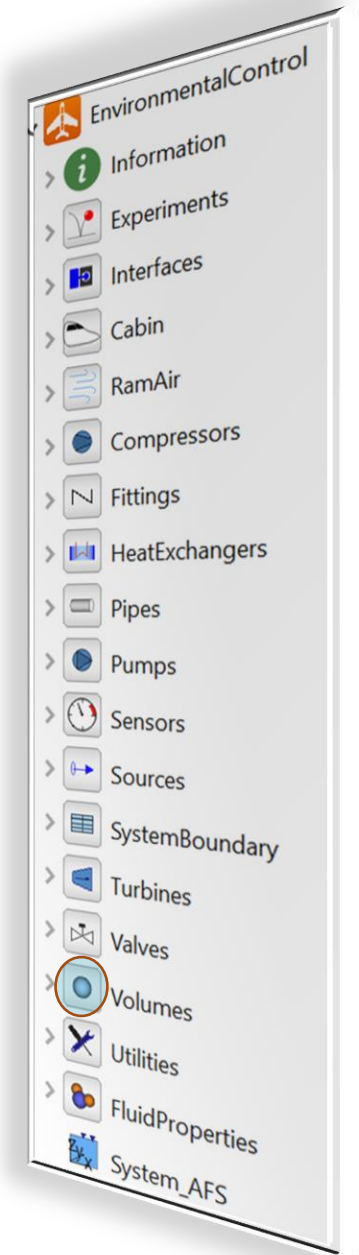 EnvironmentalControl
i Information
Experiments
Interfaces
Cabin
RamAir
Compressors
Fittings
HeatExchangers
Pipes
Pumps
Sensors
Sources
SystemBoundary
Turbines
Valves
Volumes
Utilities
FluidProperties
Zyx System_AFS